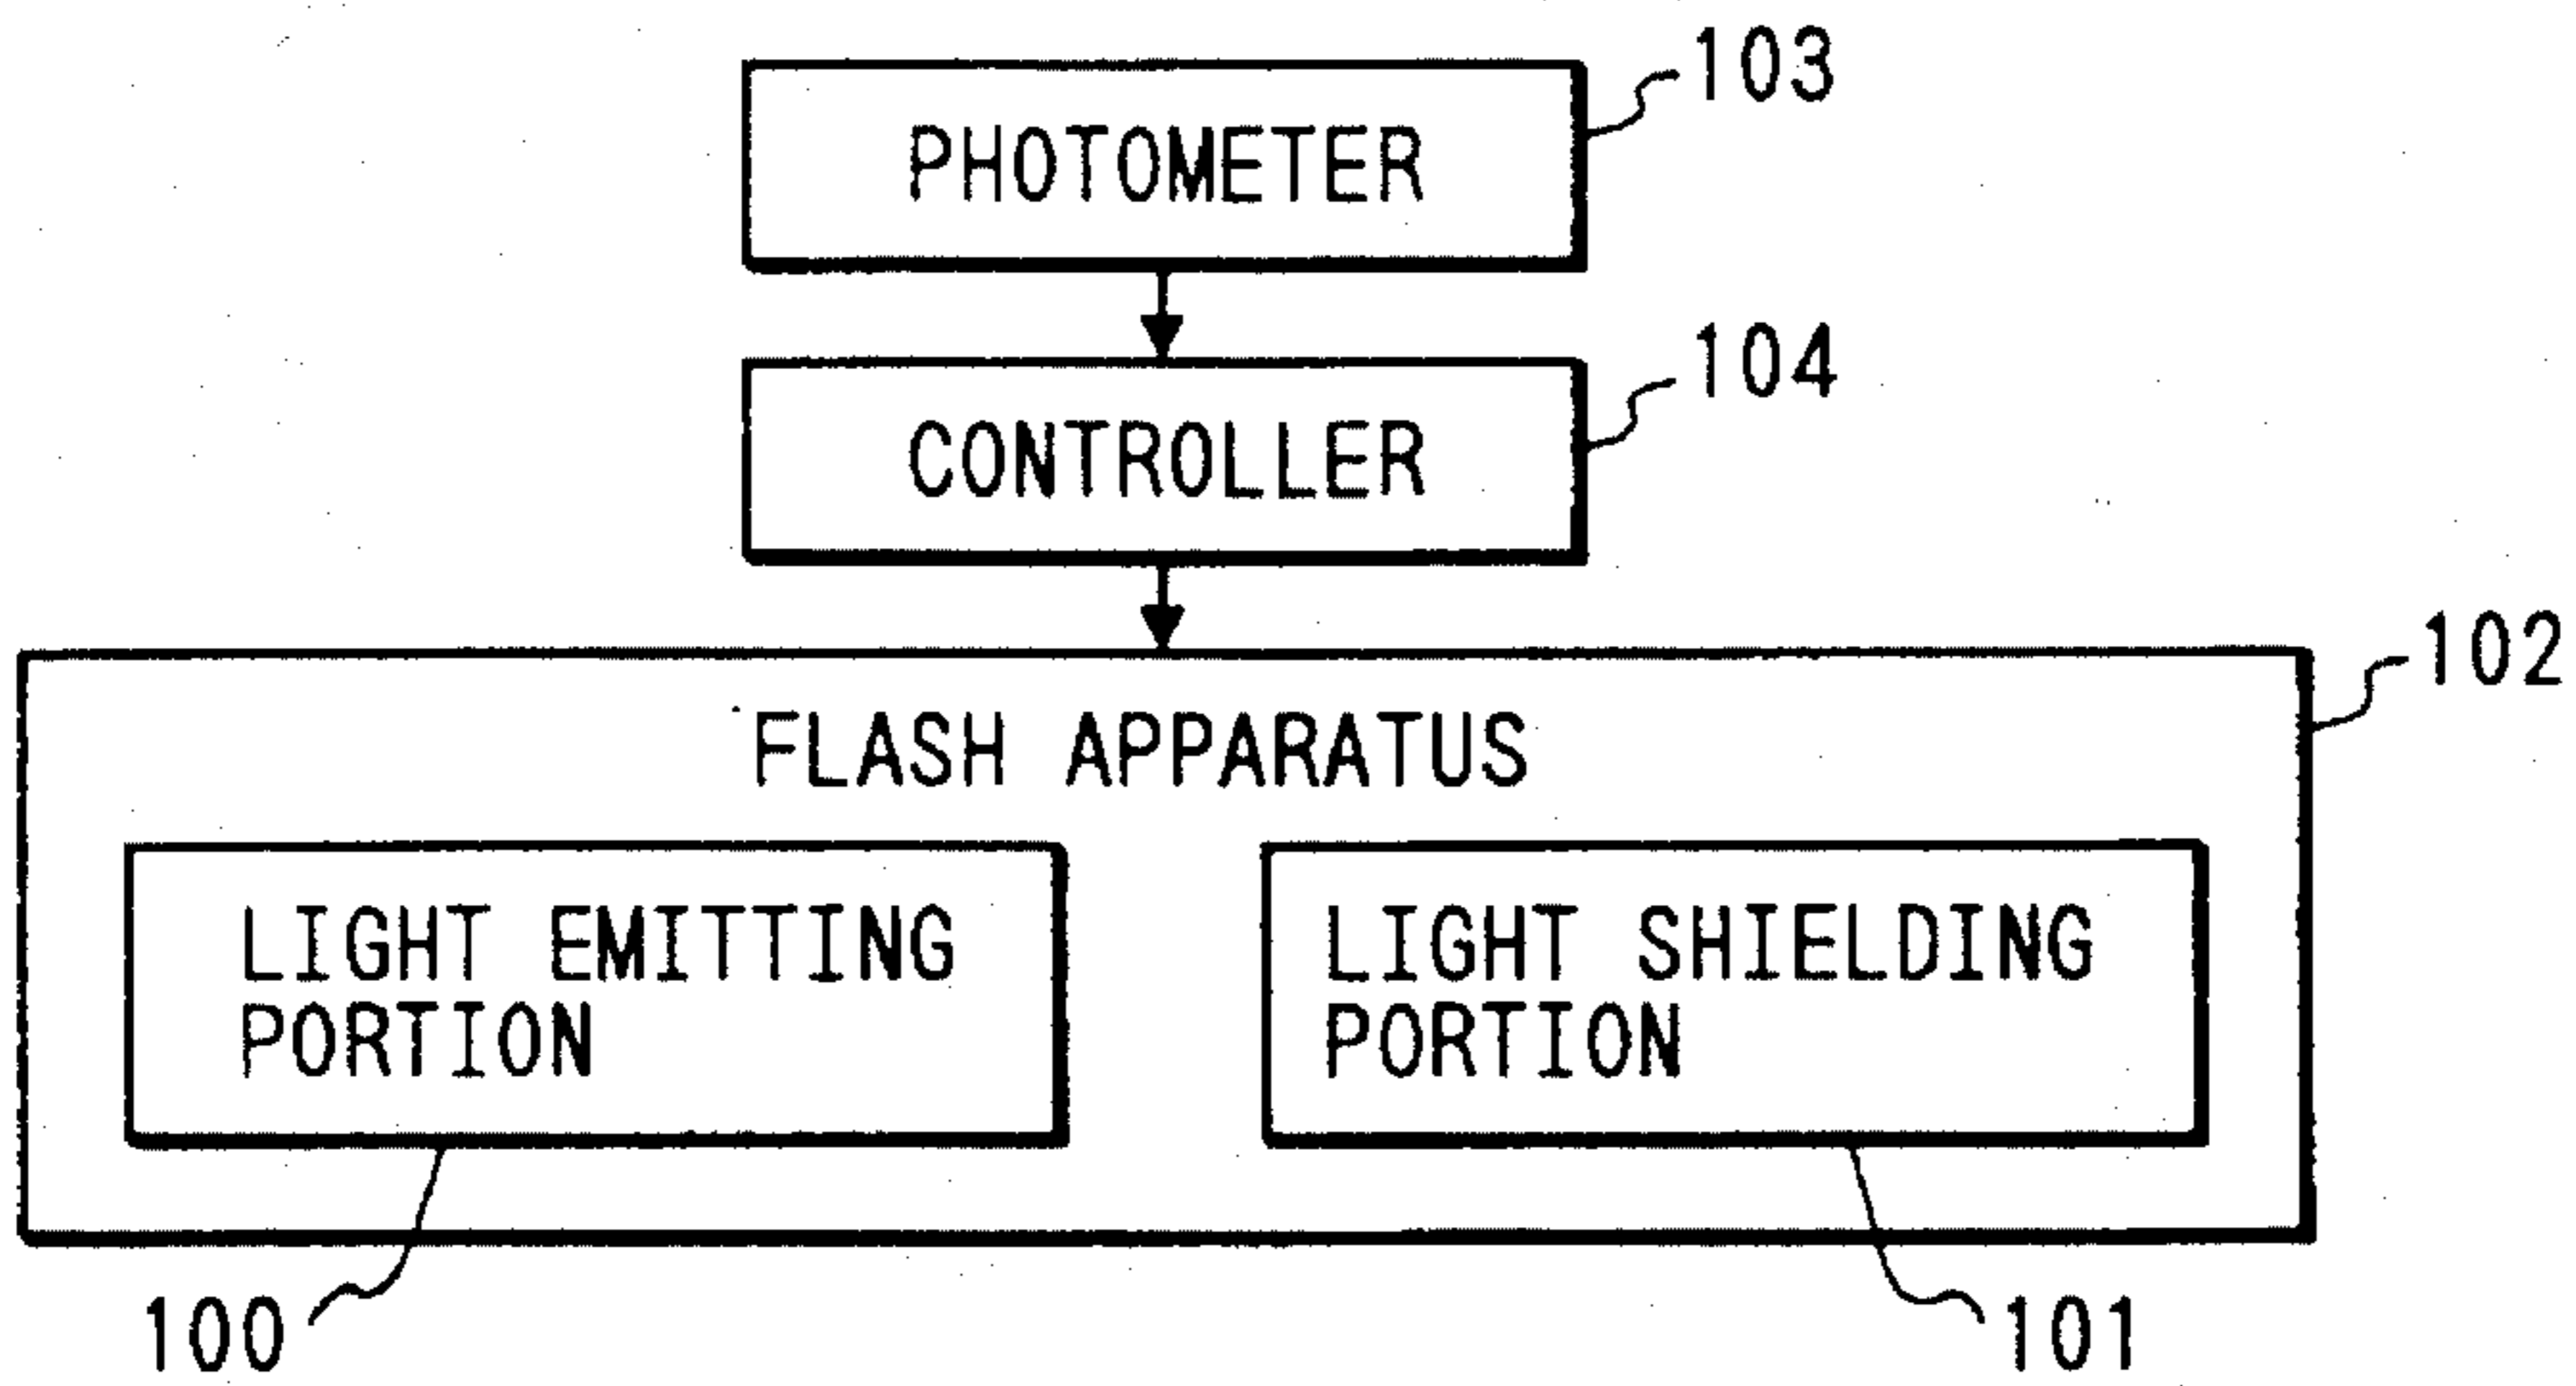 103
PHOTOMETER
104
CONTROLLER
102
FLASH APPARATUS
LIGHT EMITTING
PORTION
LIGHT SHIELDING
PORTION
100
101